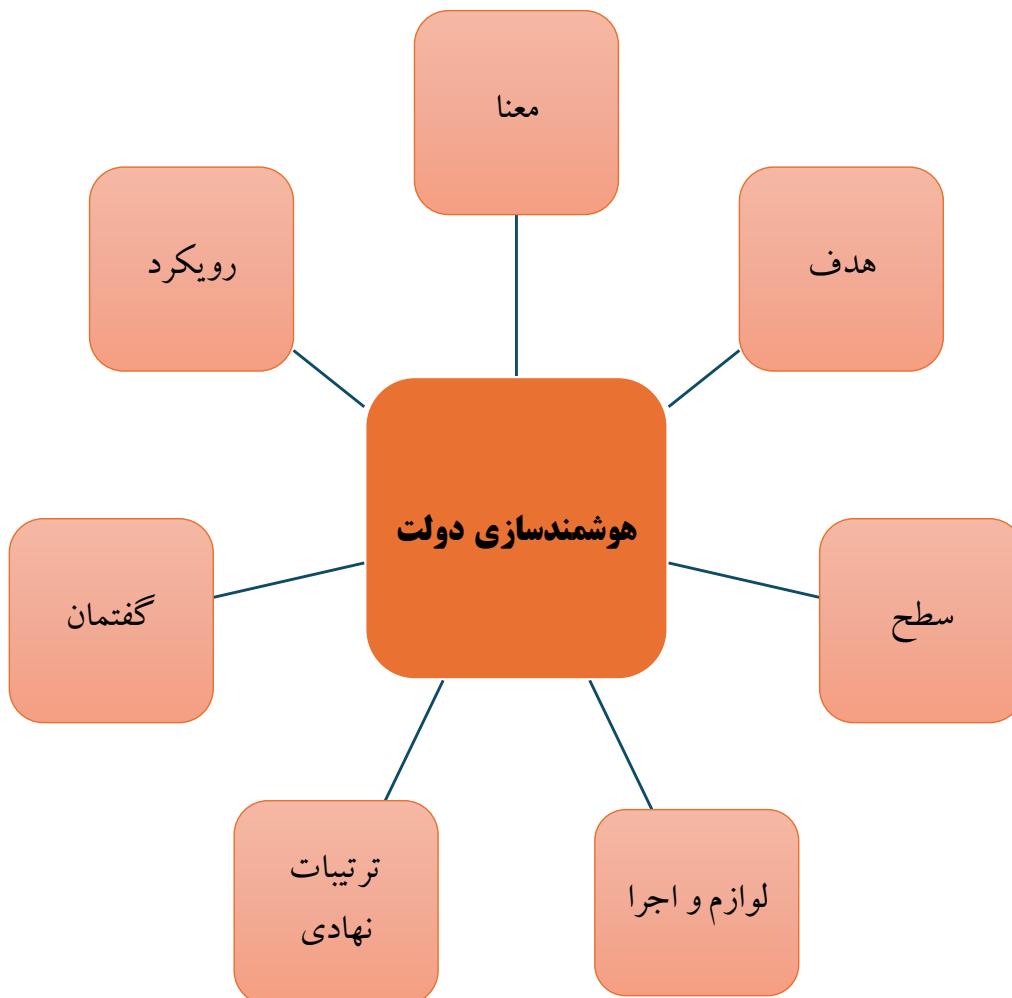 معنا
هدف
رویکرد
هوشمندسازی دولت
سطح
گفتمان
لوازم و اجرا
ترتیبات
نهادی